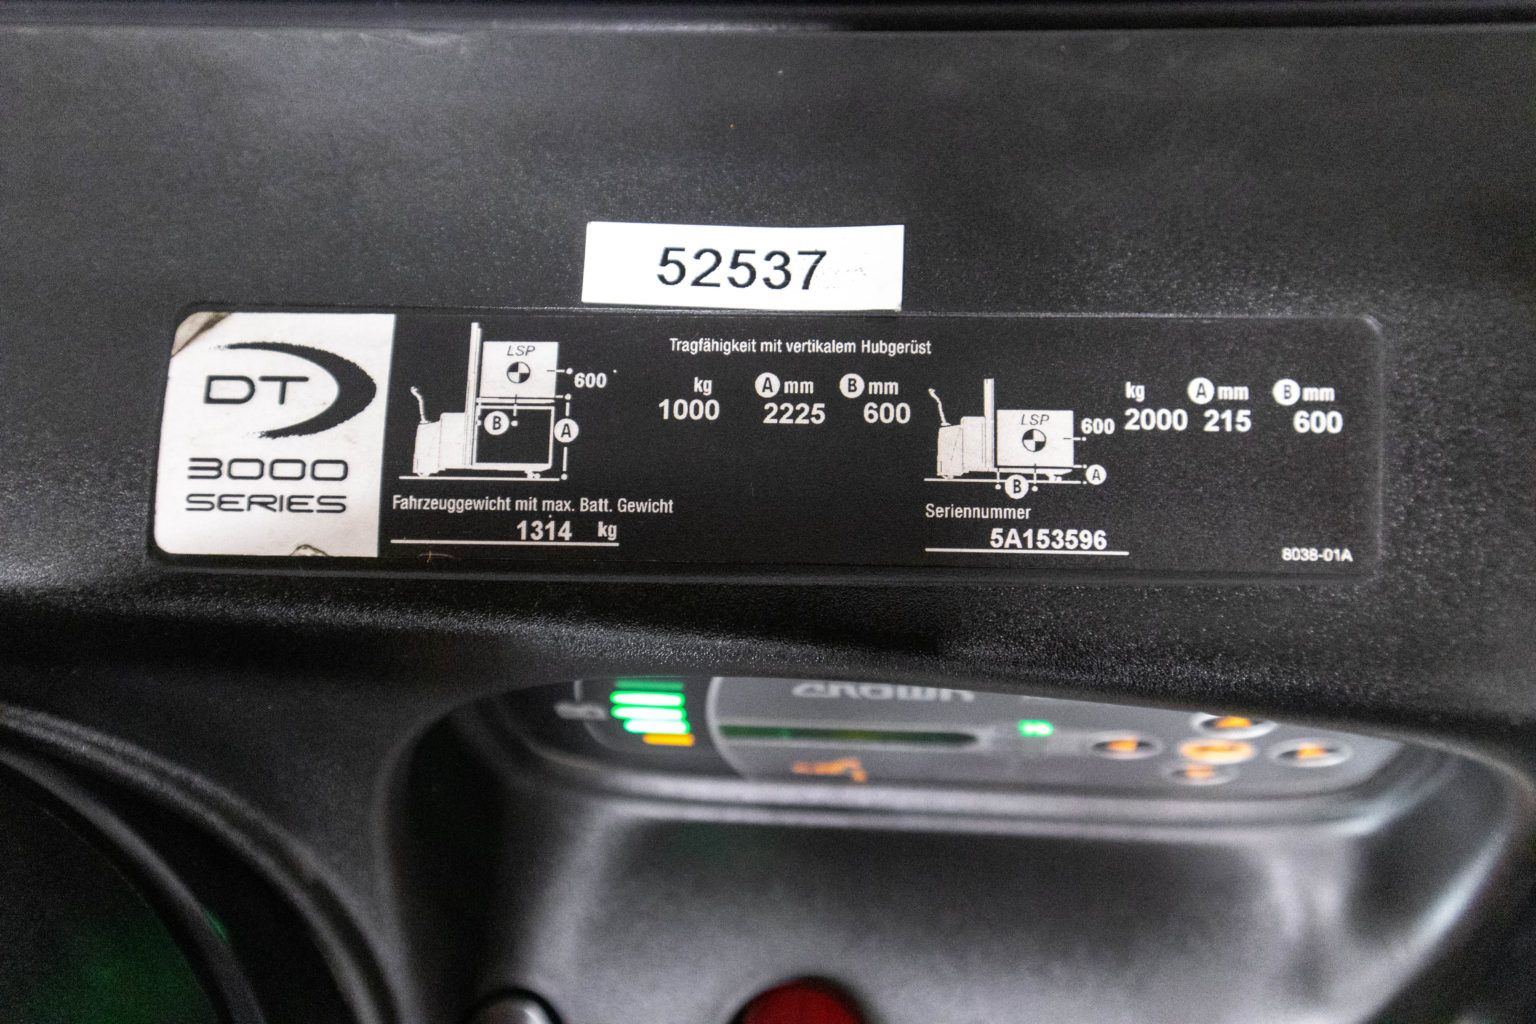 52537
DT
3000
SERIES
LSP
600
B
A
Fahrzeuggewicht mit max. Batt. Gewicht
1314 kg
Tragfähigkeit mit vertikalem Hubgerüst
kg A mm B mm
1000 2225 600
LSP
600
A
B
kg A mm B mm
2000 215 600
Seriennummer
5A153596
8038-01A
CROWN